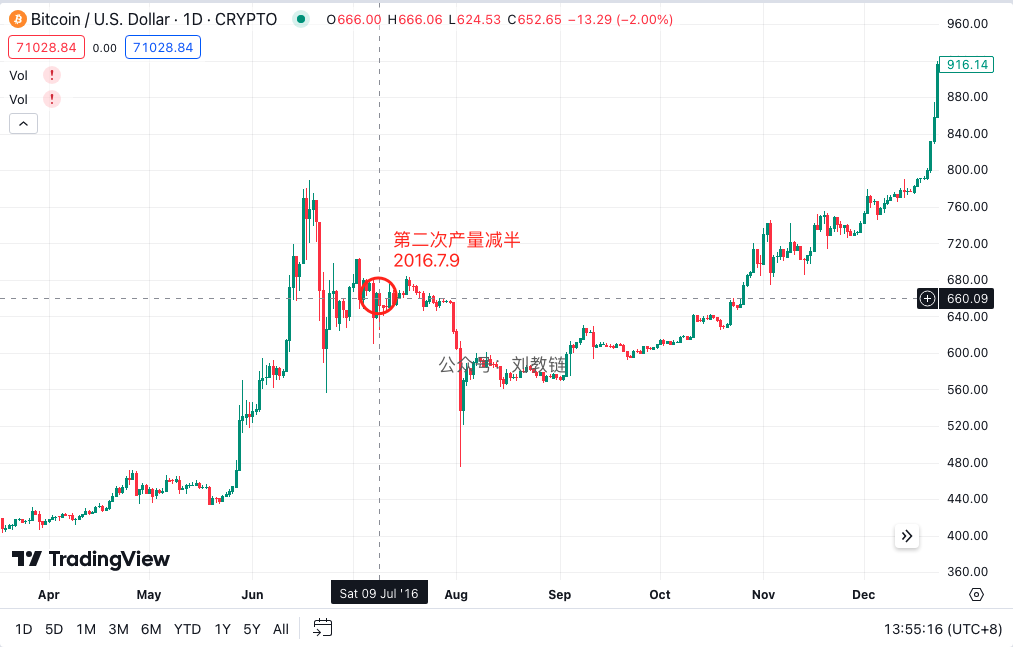 Bitcoin / U.S. Dollar · 1D · CRYPTO O666.00 H666.06 L624.53 C652.65 −13.29 (−2.00%)
71028.84 0.00 71028.84
Vol !
Vol !
960.00
916.14
880.00
840.00
800.00
760.00
720.00
680.00
660.09
640.00
600.00
560.00
520.00
480.00
440.00
400.00
360.00
第二次产量减半
2016.7.9
公众号：刘教链
TradingView
Apr May Jun Sat 09 Jul '16 Aug Sep Oct Nov Dec
1D 5D 1M 3M 6M YTD 1Y 5Y All 13:55:16 (UTC+8)